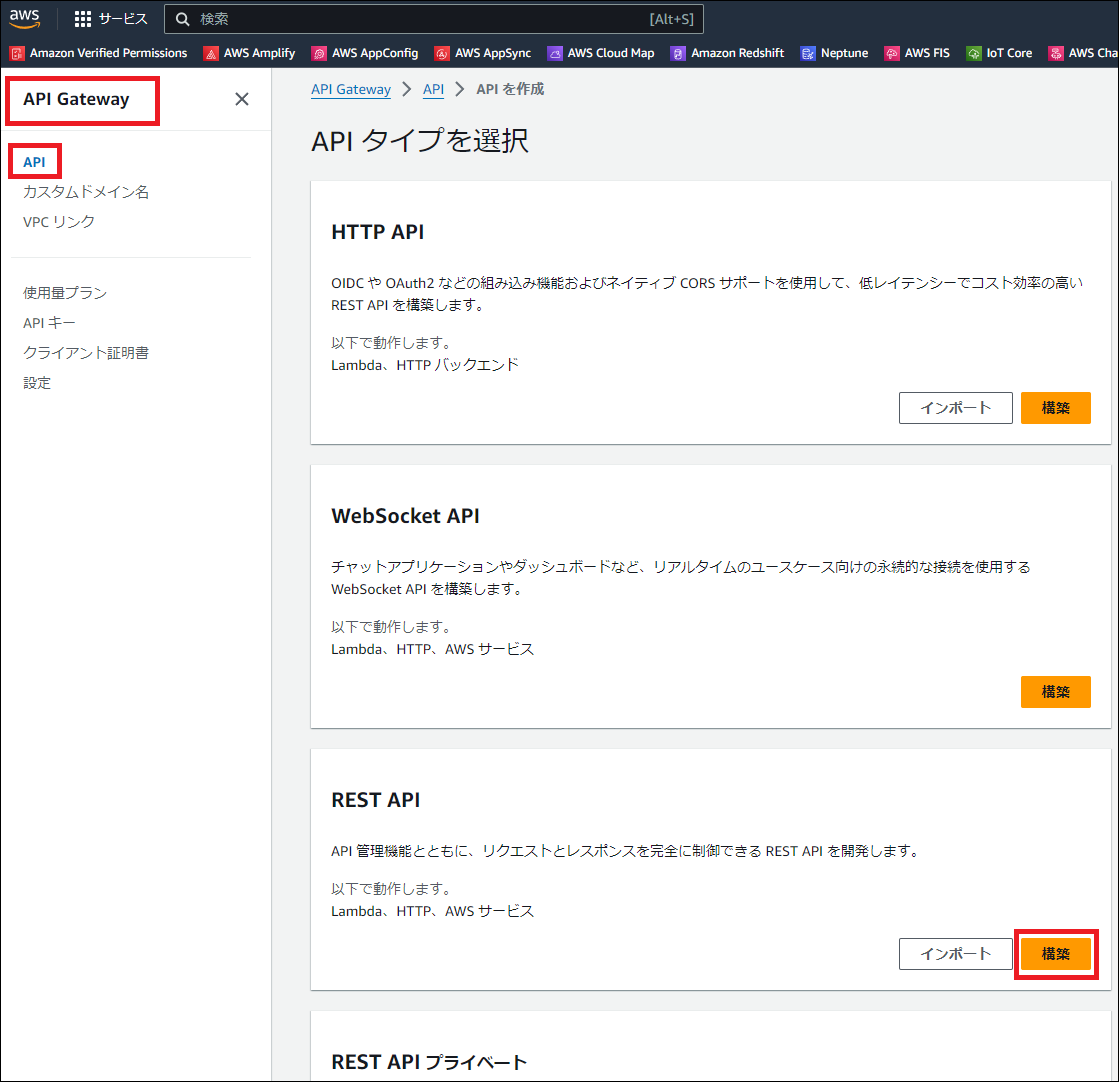 aws サービス 検索 [Alt+S]
Amazon Verified Permissions AWS Amplify AWS AppConfig AWS AppSync AWS Cloud Map Amazon Redshift Neptune AWS FIS IoT Core AWS Cha
API Gateway
API
カスタムドメイン名
VPC リンク
使用量プラン
API キー
クライアント証明書
設定
API Gateway API API を作成
API タイプを選択
HTTP API
OIDC や OAuth2 などの組み込み機能およびネイティブ CORS サポートを使用して、低レイテンシーでコスト効率の高い
REST API を構築します。
以下で動作します。
Lambda、HTTP バックエンド
インポート 構築
WebSocket API
チャットアプリケーションやダッシュボードなど、リアルタイムのユースケース向けの永続的な接続を使用する
WebSocket API を構築します。
以下で動作します。
Lambda、HTTP、AWS サービス
構築
REST API
API 管理機能とともに、リクエストとレスポンスを完全に制御できる REST API を開発します。
以下で動作します。
Lambda、HTTP、AWS サービス
インポート 構築
REST API プライベート